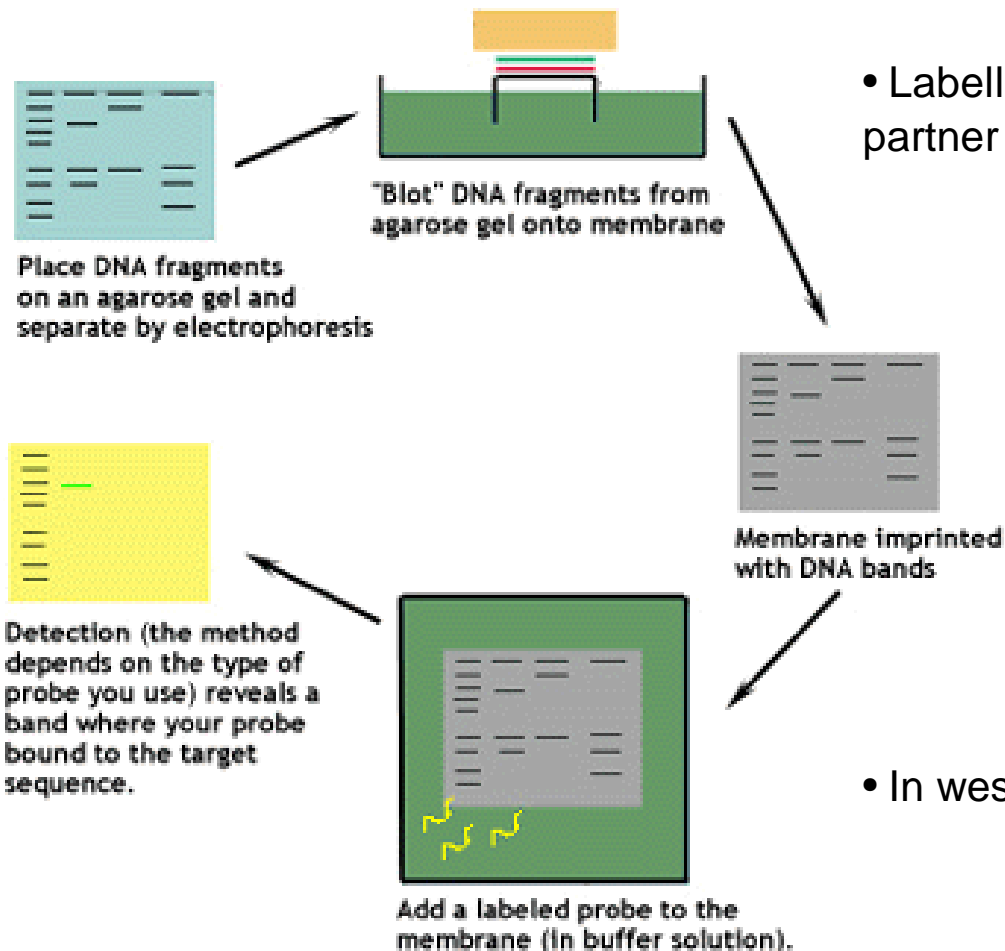 Place DNA fragments
on an agarose gel and
separate by electrophoresis
"Blot" DNA fragments from
agarose gel onto membrane
Membrane imprinted
with DNA bands
Add a labeled probe to the
membrane (in buffer solution).
Detection (the method
depends on the type of
probe you use) reveals a
band where your probe
bound to the target
sequence.
• Labell
partner
• In wes